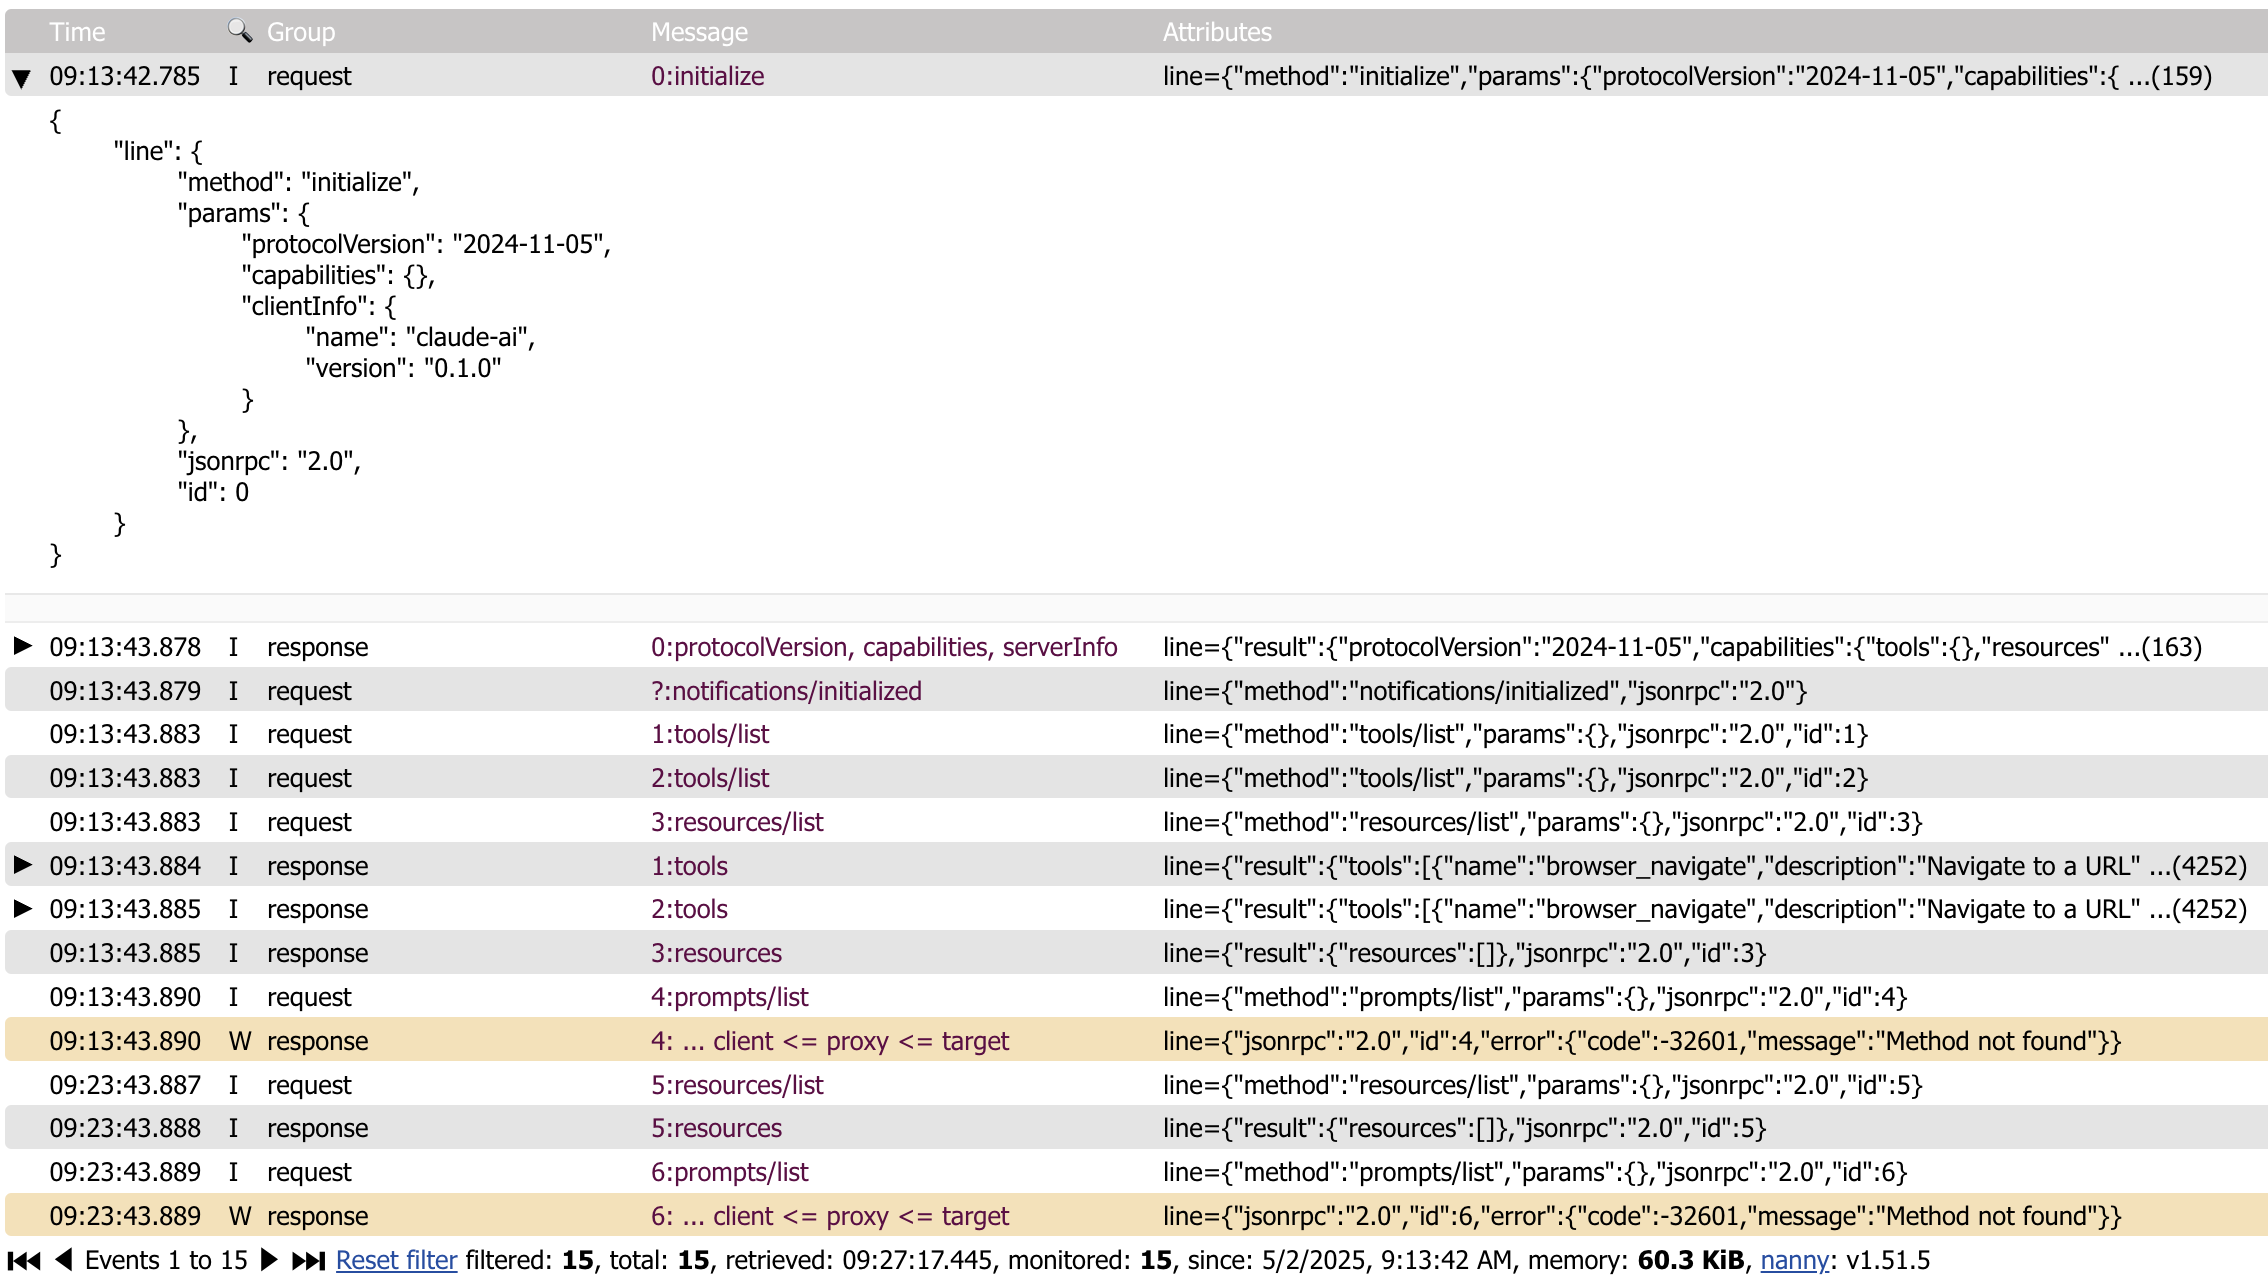 Time 🔍 Group Message Attributes
▼ 09:13:42.785 I request 0:initialize line={"method":"initialize","params":{"protocolVersion":"2024-11-05","capabilities":{ ...(159)
{
"line": {
"method": "initialize",
"params": {
"protocolVersion": "2024-11-05",
"capabilities": {},
"clientInfo": {
"name": "claude-ai",
"version": "0.1.0"
}
},
"jsonrpc": "2.0",
"id": 0
}
}
▶ 09:13:43.878 I response 0:protocolVersion, capabilities, serverInfo line={"result":{"protocolVersion":"2024-11-05","capabilities":{"tools":{},"resources" ...(163)
09:13:43.879 I request ?:notifications/initialized line={"method":"notifications/initialized","jsonrpc":"2.0"}
09:13:43.883 I request 1:tools/list line={"method":"tools/list","params":{},"jsonrpc":"2.0","id":1}
09:13:43.883 I request 2:tools/list line={"method":"tools/list","params":{},"jsonrpc":"2.0","id":2}
09:13:43.883 I request 3:resources/list line={"method":"resources/list","params":{},"jsonrpc":"2.0","id":3}
▶ 09:13:43.884 I response 1:tools line={"result":{"tools":[{"name":"browser_navigate","description":"Navigate to a URL" ...(4252)
▶ 09:13:43.885 I response 2:tools line={"result":{"tools":[{"name":"browser_navigate","description":"Navigate to a URL" ...(4252)
09:13:43.885 I response 3:resources line={"result":{"resources":[]},"jsonrpc":"2.0","id":3}
09:13:43.890 I request 4:prompts/list line={"method":"prompts/list","params":{},"jsonrpc":"2.0","id":4}
09:13:43.890 W response 4: ... client <= proxy <= target line={"jsonrpc":"2.0","id":4,"error":{"code":-32601,"message":"Method not found"}}
09:23:43.887 I request 5:resources/list line={"method":"resources/list","params":{},"jsonrpc":"2.0","id":5}
09:23:43.888 I response 5:resources line={"result":{"resources":[]},"jsonrpc":"2.0","id":5}
09:23:43.889 I request 6:prompts/list line={"method":"prompts/list","params":{},"jsonrpc":"2.0","id":6}
09:23:43.889 W response 6: ... client <= proxy <= target line={"jsonrpc":"2.0","id":6,"error":{"code":-32601,"message":"Method not found"}}
⏮ ◀ Events 1 to 15 ▶ ⏭ Reset filter filtered: 15, total: 15, retrieved: 09:27:17.445, monitored: 15, since: 5/2/2025, 9:13:42 AM, memory: 60.3 KiB, nanny: v1.51.5